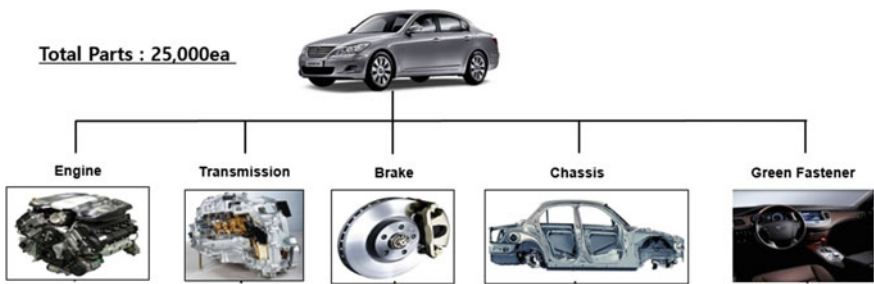 Total Parts : 25,000ea
Engine
Transmission
Brake
Chassis
Green Fastener